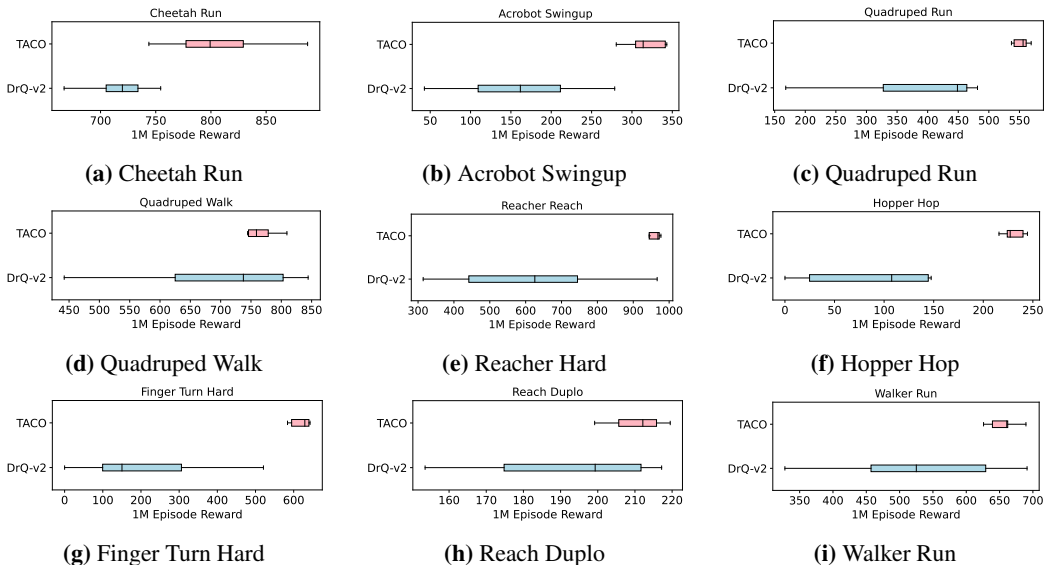 Cheetah Run
TACO
DrQ-v2
700 750 800 850
1M Episode Reward
(a) Cheetah Run
Acrobot Swingup
TACO
DrQ-v2
50 100 150 200 250 300 350
1M Episode Reward
(b) Acrobot Swingup
Quadruped Run
TACO
DrQ-v2
150 200 250 300 350 400 450 500 550
1M Episode Reward
(c) Quadruped Run
Quadruped Walk
TACO
DrQ-v2
450 500 550 600 650 700 750 800 850
1M Episode Reward
(d) Quadruped Walk
Reacher Reach
TACO
DrQ-v2
300 400 500 600 700 800 900 1000
1M Episode Reward
(e) Reacher Hard
Hopper Hop
TACO
DrQ-v2
0 50 100 150 200 250
1M Episode Reward
(f) Hopper Hop
Finger Turn Hard
TACO
DrQ-v2
0 100 200 300 400 500 600
1M Episode Reward
(g) Finger Turn Hard
Reach Duplo
TACO
DrQ-v2
160 170 180 190 200 210 220
1M Episode Reward
(h) Reach Duplo
Walker Run
TACO
DrQ-v2
350 400 450 500 550 600 650 700
1M Episode Reward
(i) Walker Run